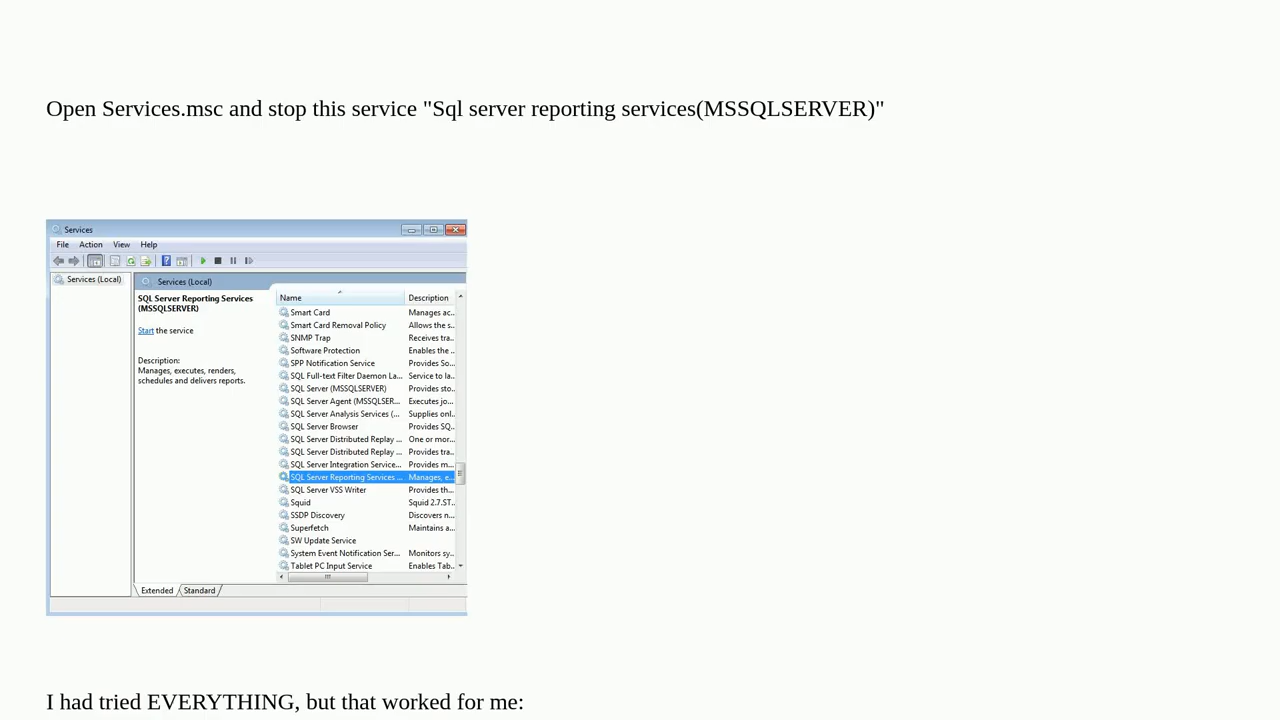 Open Services.msc and stop this service "Sql server reporting services(MSSQLSERVER)"
Services
File Action View Help
Services (Local)
Services (Local)
SQL Server Reporting Services
(MSSQLSERVER)
Start the service
Description:
Manages, executes, renders,
schedules and delivers reports.
Name Description
Smart Card Manages ac...
Smart Card Removal Policy Allows the s...
SNMP Trap Receives tra...
Software Protection Enables the ...
SPP Notification Service Provides So...
SQL Full-text Filter Daemon La... Service to la...
SQL Server (MSSQLSERVER) Provides sto...
SQL Server Agent (MSSQLSER... Executes jo...
SQL Server Analysis Services (... Supplies onl...
SQL Server Browser Provides SQ...
SQL Server Distributed Replay ... One or mor...
SQL Server Distributed Replay ... Provides tra...
SQL Server Integration Service... Provides m...
SQL Server Reporting Services ... Manages, e...
SQL Server VSS Writer Provides th...
Squid Squid 2.7.ST...
SSDP Discovery Discovers n...
Superfetch Maintains a...
SW Update Service
System Event Notification Ser... Monitors sy...
Tablet PC Input Service Enables Tab...
Extended Standard
I had tried EVERYTHING, but that worked for me: